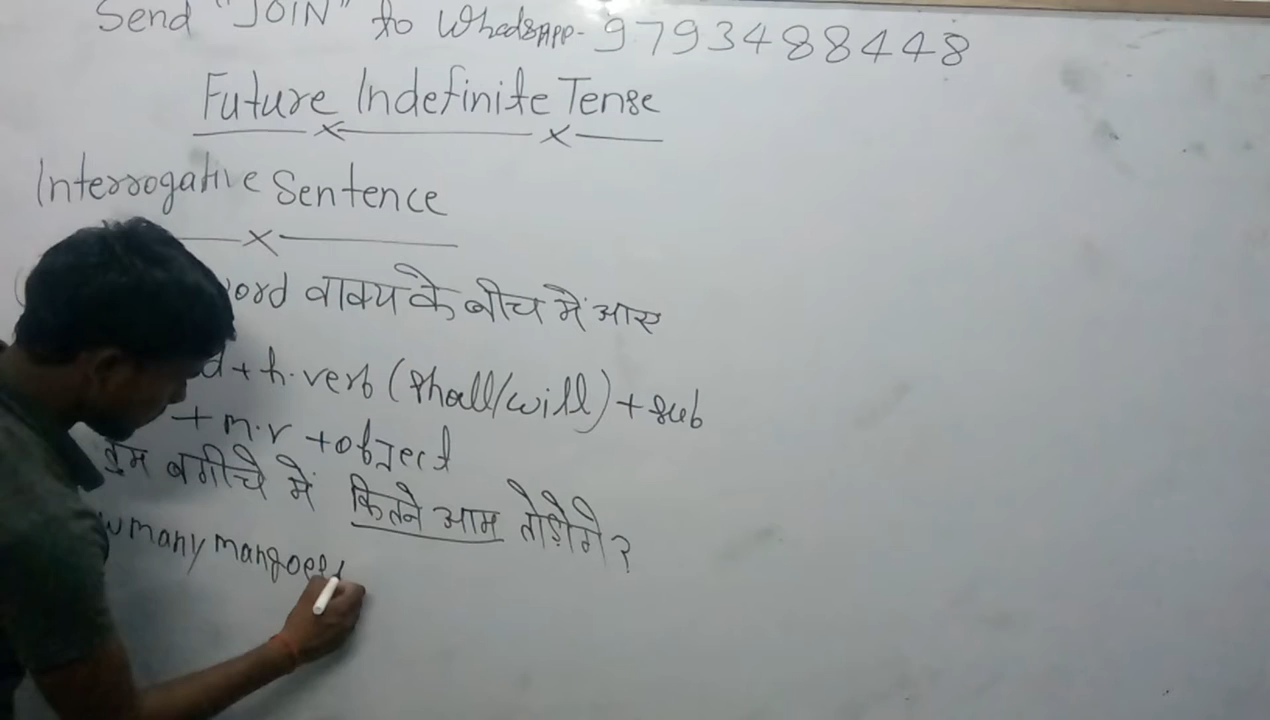 Send "JOIN" to Whatsapp- 9793488448
Future Indefinite Tense
Interrogative Sentence
ord वाक्य के बीच में आए
d + h.verb (Shall/will) + sub
+ m.v + object
तुम बगीचे में कितने आम तोड़ोगे ?
w many mangoes